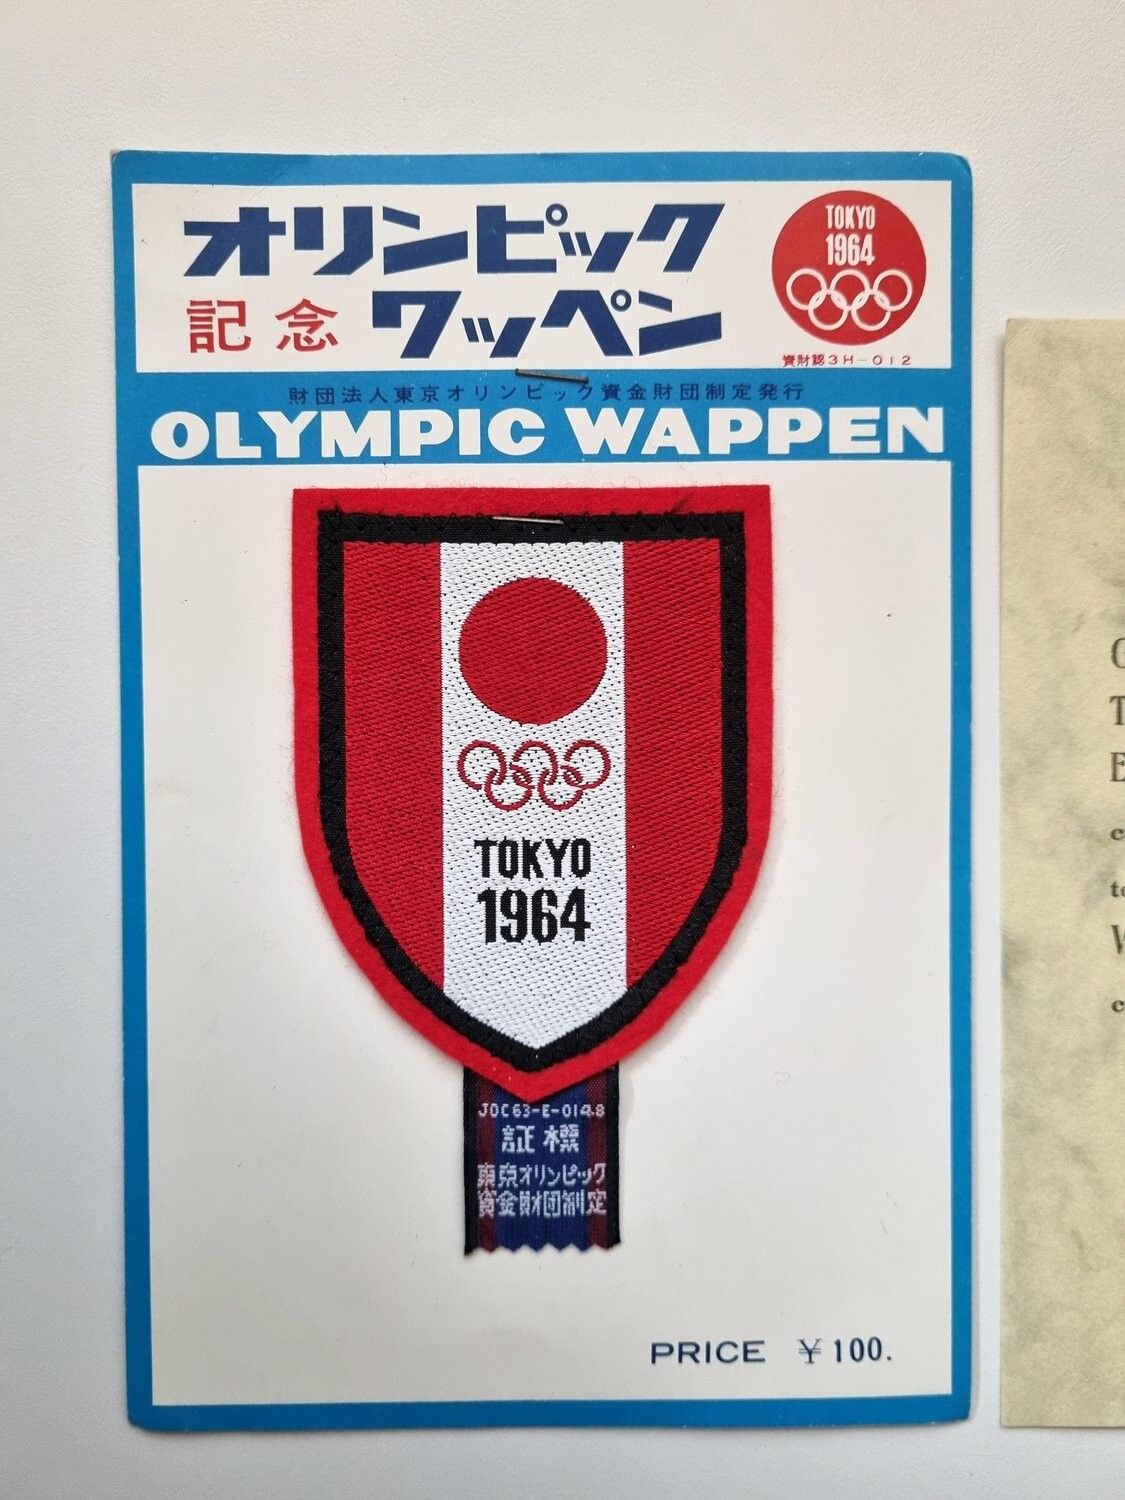 オリンピック
記念 ワッペン
TOKYO
1964
資財認3H-012
財団法人東京オリンピック資金財団制定発行
OLYMPIC WAPPEN
TOKYO
1964
JOC63-E-0148
証標
東京オリンピック
資金財団制定
PRICE ¥100.